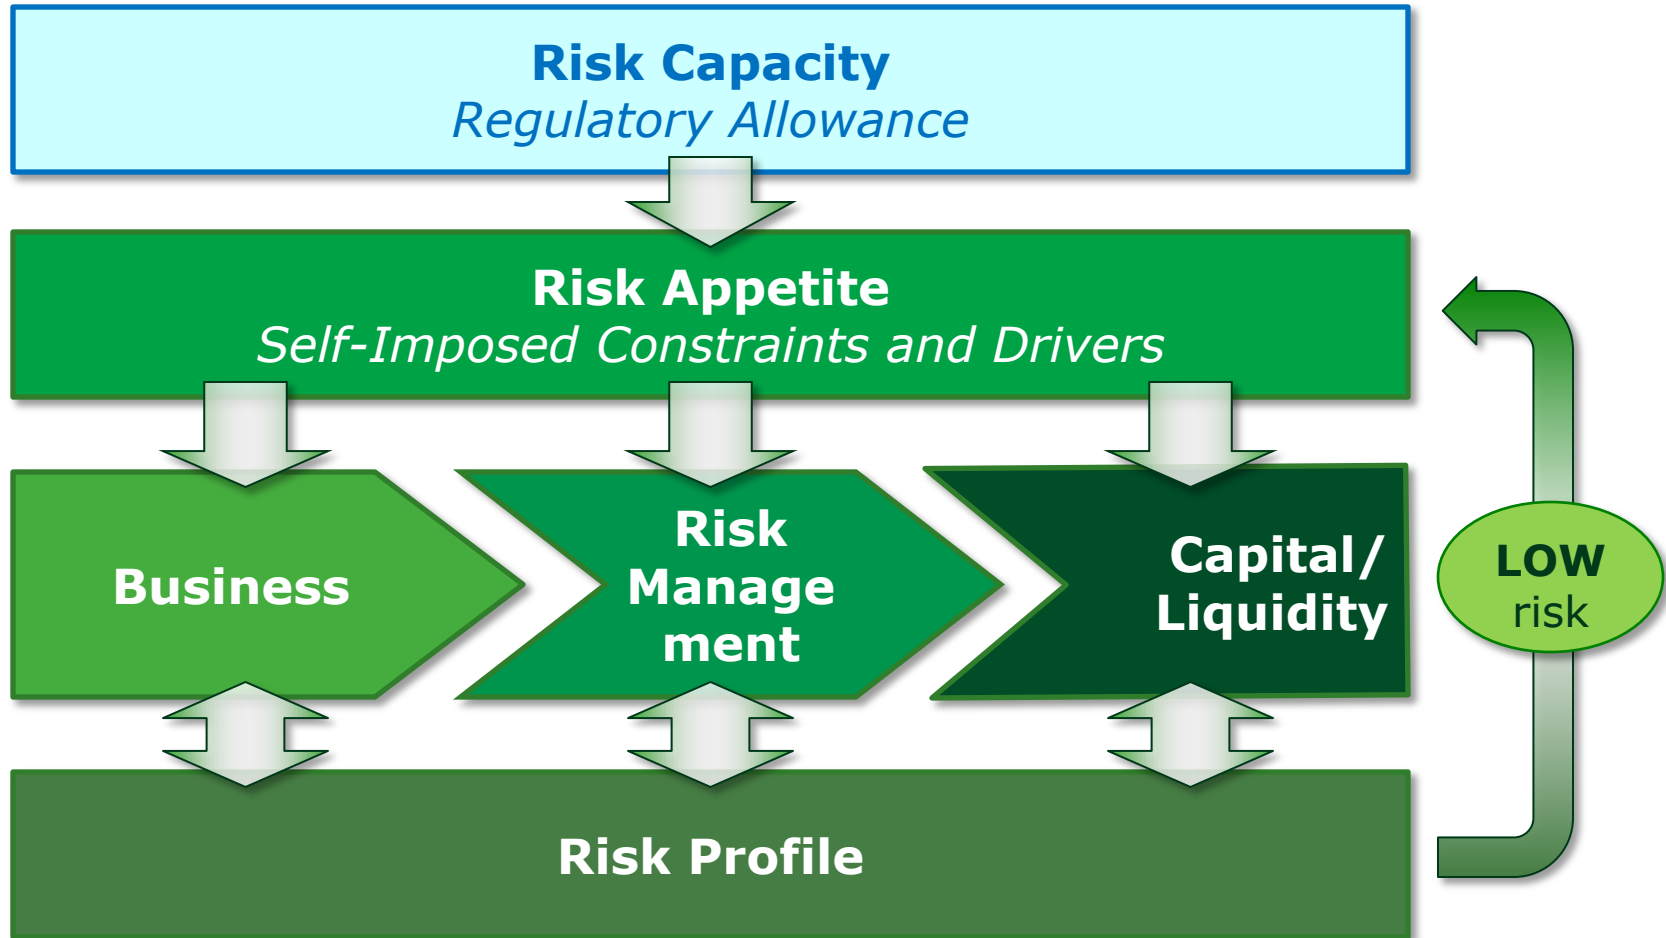 Risk Capacity
Regulatory Allowance
Risk Appetite
Self-Imposed Constraints and Drivers
Business
Risk
Manage
ment
Capital/
Liquidity
LOW
risk
Risk Profile